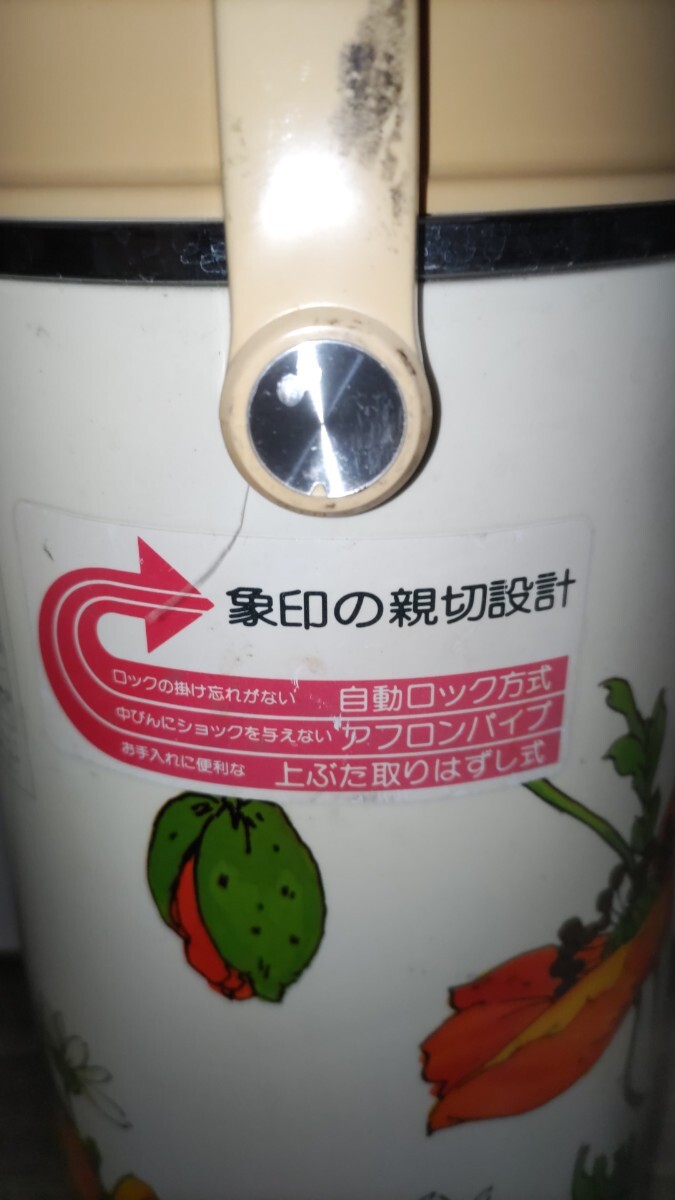 象印の親切設計
ロックの掛け忘れがない 自動ロック方式
中びんにショックを与えない アフロンパイプ
お手入れに便利な 上ぶた取りはずし式